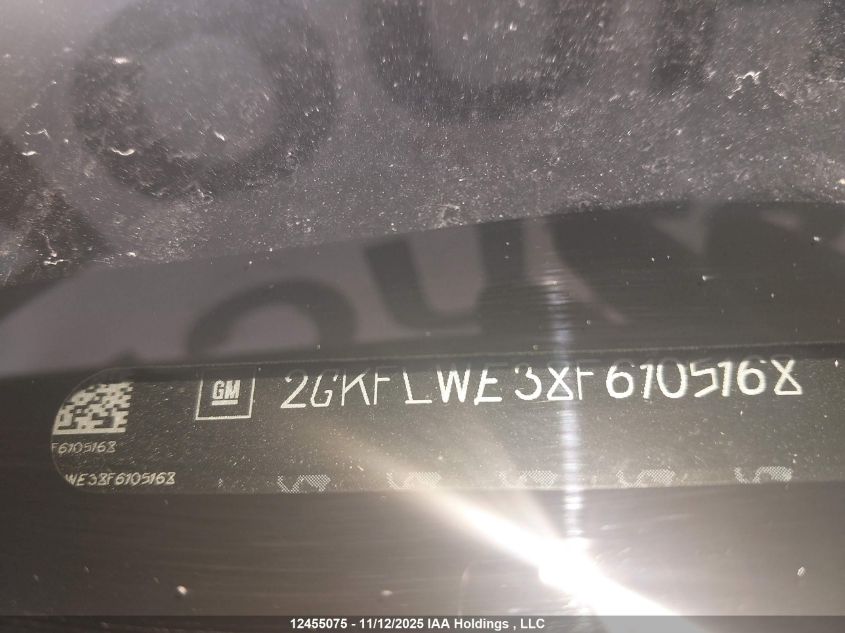 GM 2GKFLWE38F6105168
F6105168
WE38F6105168
12455075 - 11/12/2025 IAA Holdings , LLC